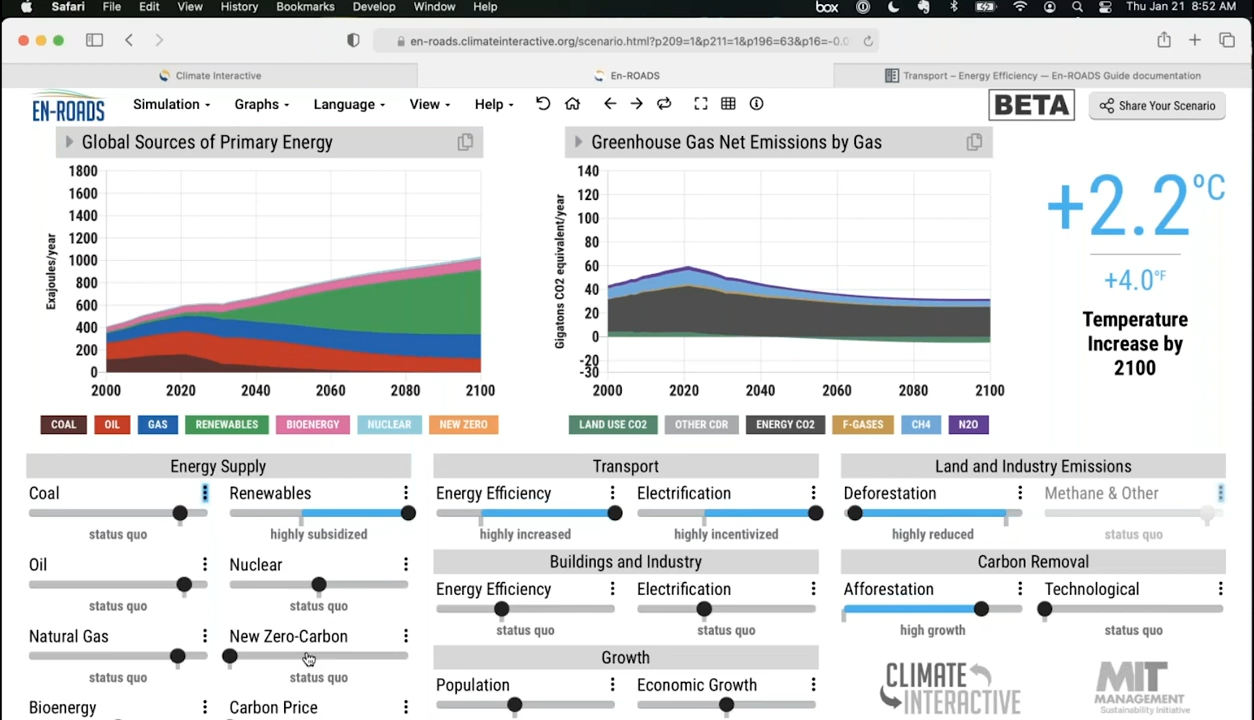 Safari File Edit View History Bookmarks Develop Window Help box Thu Jan 21 8:52 AM
en-roads.climateinteractive.org/scenario.html?p209=1&p211=1&p196=63&p16=-0.0
Climate Interactive En-ROADS Transport – Energy Efficiency — En-ROADS Guide documentation
EN-ROADS Simulation Graphs Language View Help BETA Share Your Scenario
Global Sources of Primary Energy
Exajoules/year
1800
1600
1400
1200
1000
800
600
400
200
0
2000 2020 2040 2060 2080 2100
COAL OIL GAS RENEWABLES BIOENERGY NUCLEAR NEW ZERO
Greenhouse Gas Net Emissions by Gas
Gigatons CO2 equivalent/year
140
120
100
80
60
40
20
0
-20
-30
2000 2020 2040 2060 2080 2100
LAND USE CO2 OTHER CDR ENERGY CO2 F-GASES CH4 N2O
+2.2ºC
+4.0°F
Temperature
Increase by
2100
Energy Supply
Coal Renewables
status quo highly subsidized
Oil Nuclear
status quo status quo
Natural Gas New Zero-Carbon
status quo status quo
Bioenergy Carbon Price
Transport
Energy Efficiency Electrification
highly increased highly incentivized
Buildings and Industry
Energy Efficiency Electrification
status quo status quo
Growth
Population Economic Growth
Land and Industry Emissions
Deforestation Methane & Other
highly reduced status quo
Carbon Removal
Afforestation Technological
high growth status quo
CLIMATE
INTERACTIVE
MIT
MANAGEMENT
Sustainability Initiative